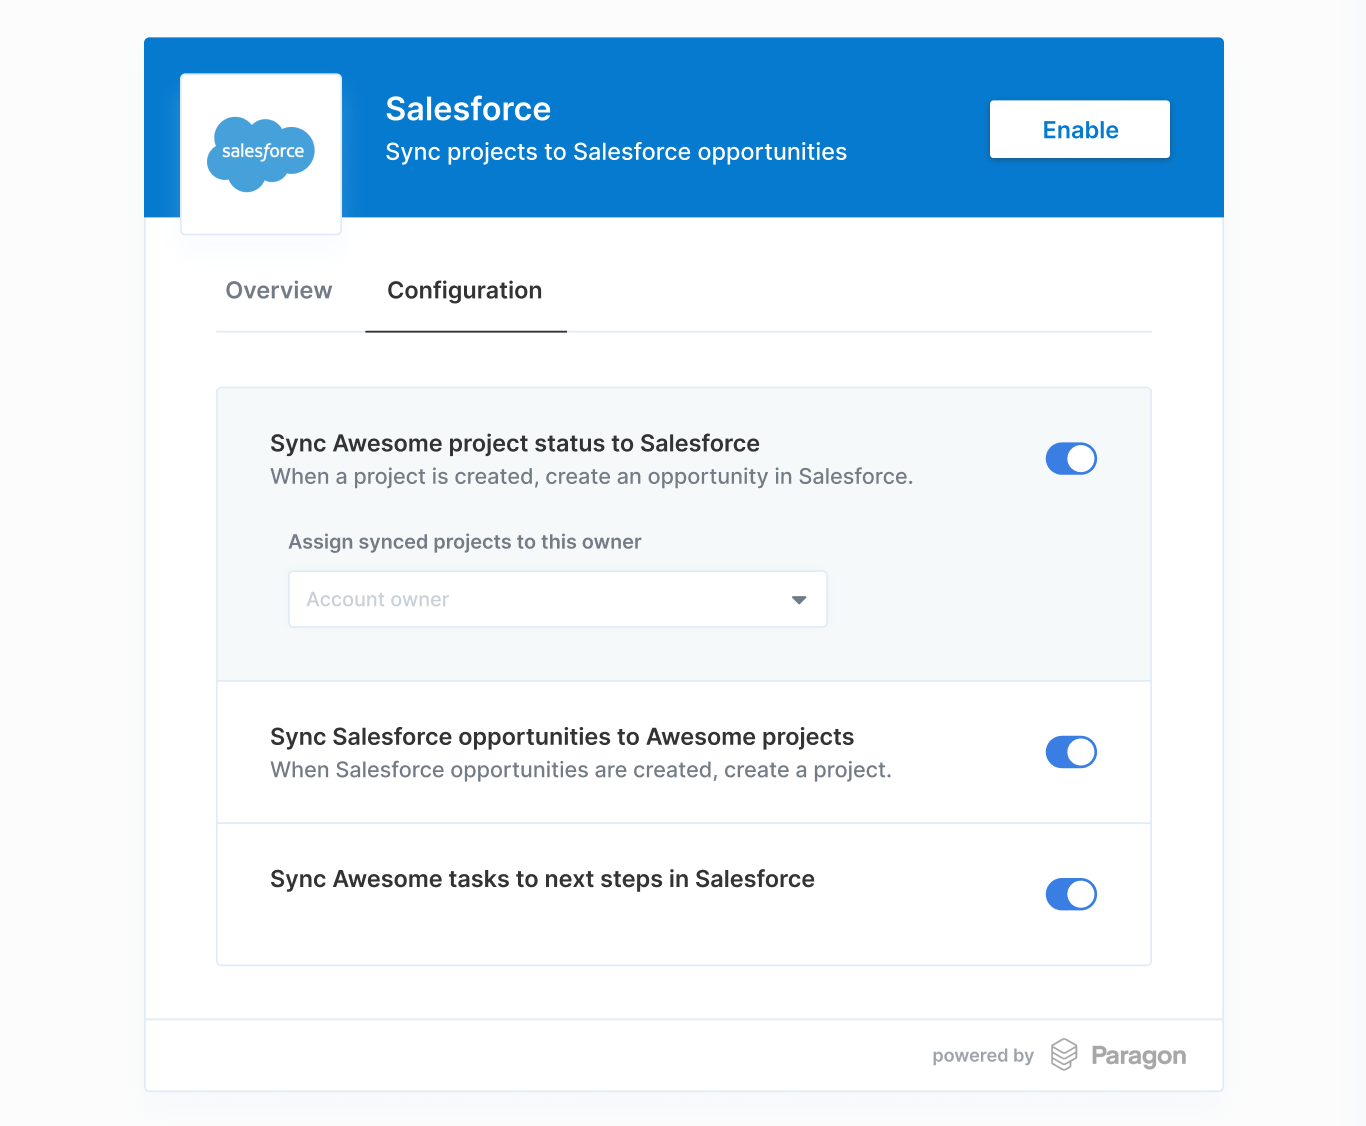 salesforce
Salesforce
Sync projects to Salesforce opportunities
Enable
Overview
Configuration
Sync Awesome project status to Salesforce
When a project is created, create an opportunity in Salesforce.
Assign synced projects to this owner
Account owner
Sync Salesforce opportunities to Awesome projects
When Salesforce opportunities are created, create a project.
Sync Awesome tasks to next steps in Salesforce
powered by Paragon